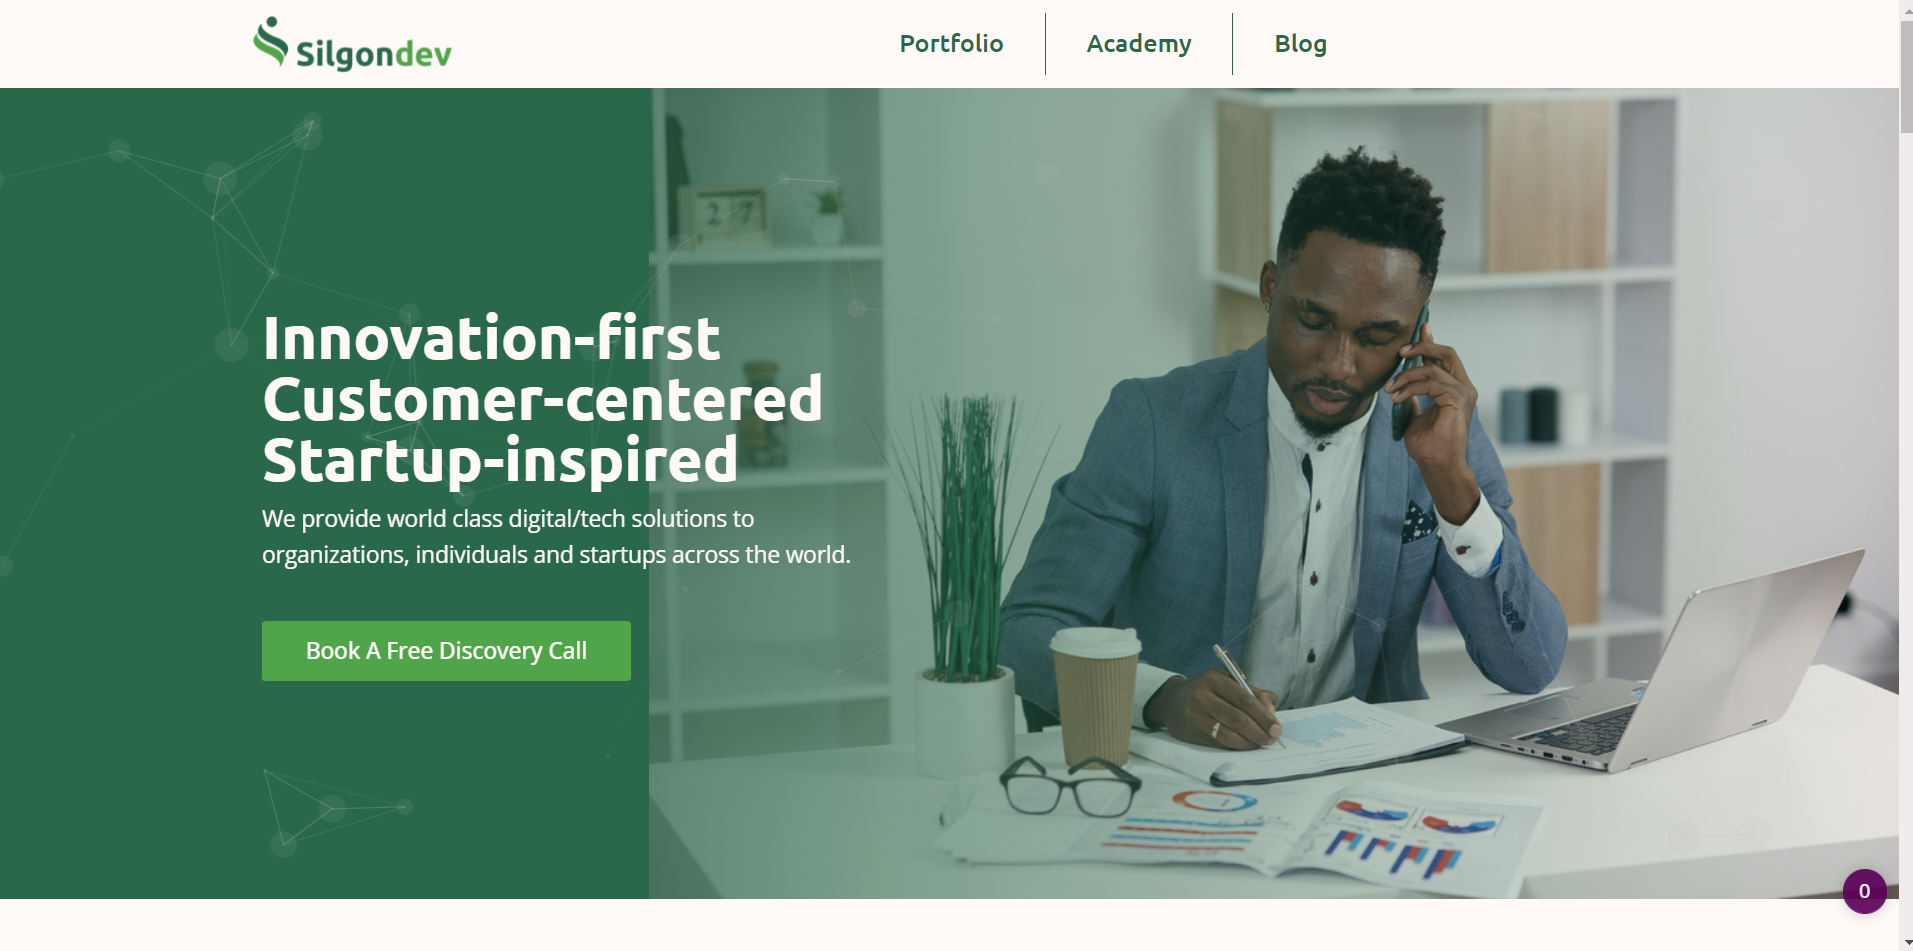 Silgondev
Portfolio
Academy
Blog
27
Innovation-first
Customer-centered
Startup-inspired
We provide world class digital/tech solutions to
organizations, individuals and startups across the world.
Book A Free Discovery Call
0